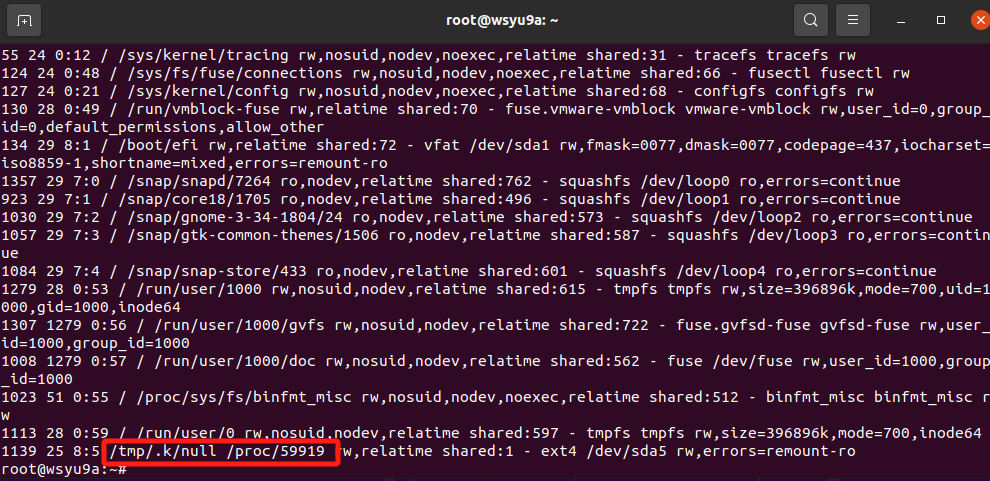 root@wsyu9a: ~
55 24 0:12 / /sys/kernel/tracing rw,nosuid,nodev,noexec,relatime shared:31 - tracefs tracefs rw
124 24 0:48 / /sys/fs/fuse/connections rw,nosuid,nodev,noexec,relatime shared:66 - fusectl fusectl rw
127 24 0:21 / /sys/kernel/config rw,nosuid,nodev,noexec,relatime shared:68 - configfs configfs rw
130 28 0:49 / /run/vmblock-fuse rw,relatime shared:70 - fuse.vmware-vmblock vmware-vmblock rw,user_id=0,group_
id=0,default_permissions,allow_other
134 29 8:1 / /boot/efi rw,relatime shared:72 - vfat /dev/sda1 rw,fmask=0077,dmask=0077,codepage=437,iocharset=
iso8859-1,shortname=mixed,errors=remount-ro
1357 29 7:0 / /snap/snapd/7264 ro,nodev,relatime shared:762 - squashfs /dev/loop0 ro,errors=continue
923 29 7:1 / /snap/core18/1705 ro,nodev,relatime shared:496 - squashfs /dev/loop1 ro,errors=continue
1030 29 7:2 / /snap/gnome-3-34-1804/24 ro,nodev,relatime shared:573 - squashfs /dev/loop2 ro,errors=continue
1057 29 7:3 / /snap/gtk-common-themes/1506 ro,nodev,relatime shared:587 - squashfs /dev/loop3 ro,errors=contin
ue
1084 29 7:4 / /snap/snap-store/433 ro,nodev,relatime shared:601 - squashfs /dev/loop4 ro,errors=continue
1279 28 0:53 / /run/user/1000 rw,nosuid,nodev,relatime shared:615 - tmpfs tmpfs rw,size=396896k,mode=700,uid=1
000,gid=1000,inode64
1307 1279 0:56 / /run/user/1000/gvfs rw,nosuid,nodev,relatime shared:722 - fuse.gvfsd-fuse gvfsd-fuse rw,user_
id=1000,group_id=1000
1008 1279 0:57 / /run/user/1000/doc rw,nosuid,nodev,relatime shared:562 - fuse /dev/fuse rw,user_id=1000,group
_id=1000
1023 51 0:55 / /proc/sys/fs/binfmt_misc rw,nosuid,nodev,noexec,relatime shared:512 - binfmt_misc binfmt_misc r
w
1113 28 0:59 / /run/user/0 rw,nosuid,nodev,relatime shared:597 - tmpfs tmpfs rw,size=396896k,mode=700,inode64
1139 25 8:5 /tmp/.k/null /proc/59919 rw,relatime shared:1 - ext4 /dev/sda5 rw,errors=remount-ro
root@wsyu9a:~#